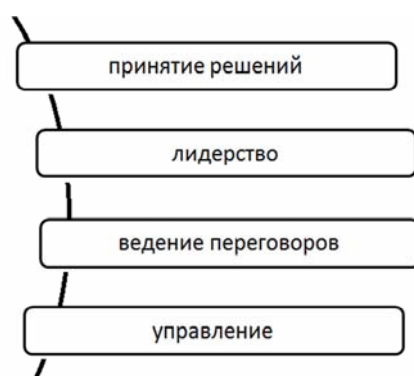 принятие решений
лидерство
ведение переговоров
управление